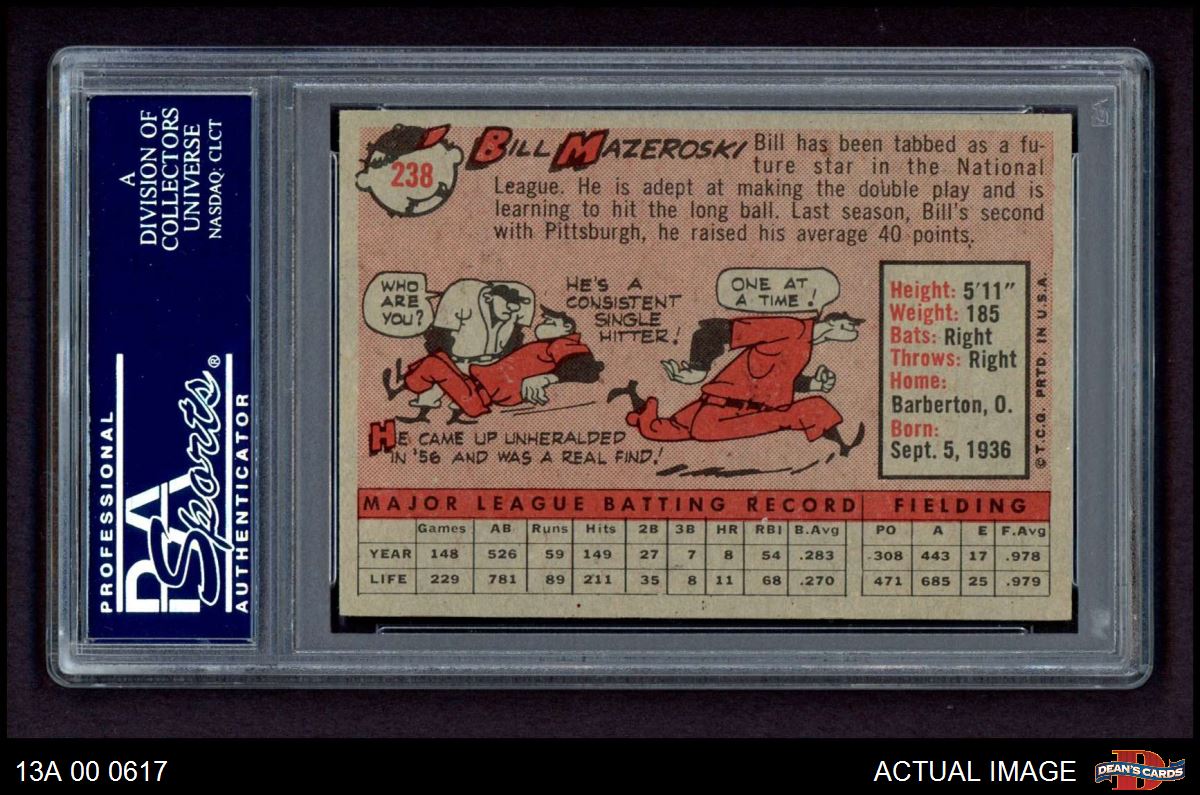 A
DIVISION OF
COLLECTORS
UNIVERSE
NASDAQ: CLCT
PROFESSIONAL
PSA Sports®
AUTHENTICATOR
238
BILL MAZEROSKI
Bill has been tabbed as a fu-
ture star in the National
League. He is adept at making the double play and is
learning to hit the long ball. Last season, Bill's second
with Pittsburgh, he raised his average 40 points.
WHO
ARE
YOU?
HE'S A
CONSISTENT
SINGLE
HITTER!
ONE AT
A TIME!
HE CAME UP UNHERALDED
IN '56 AND WAS A REAL FIND!
Height: 5'11"
Weight: 185
Bats: Right
Throws: Right
Home:
Barberton, O.
Born:
Sept. 5, 1936
© T.C.G. PRTD. IN U.S.A.
MAJOR LEAGUE BATTING RECORD FIELDING
Games AB Runs Hits 2B 3B HR RBI B.Avg PO A E F.Avg
YEAR 148 526 59 149 27 7 8 54 .283 308 443 17 .978
LIFE 229 781 89 211 35 8 11 68 .270 471 685 25 .979
13A 00 0617
ACTUAL IMAGE
D
DEAN'S CARDS